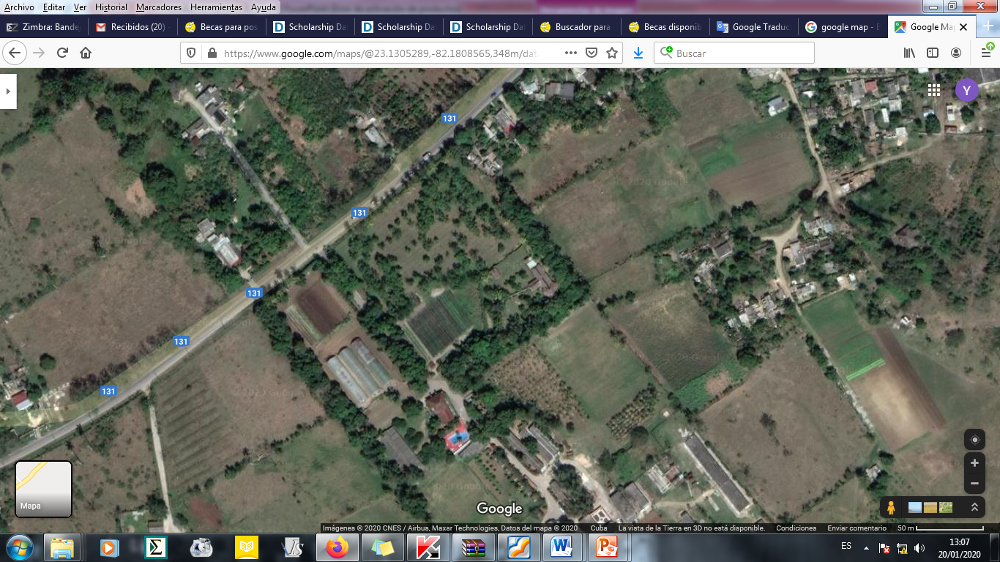 Archivo Editar Ver Historial Marcadores Herramientas Ayuda
Zimbra: Bande
Recibidos (20)
Becas para pos
Scholarship Da
Scholarship Da
Scholarship Da
Buscador para
Becas disponib
Google Traduc
google map - B
Google Map
https://www.google.com/maps/@23.1305289,-82.1808565,348m/dat
Buscar
Y
131
131
131
131
131
Mapa
Google
Imágenes © 2020 CNES / Airbus, Maxar Technologies, Datos del mapa © 2020 Cuba La vista de la Tierra en 3D no está disponible. Condiciones Enviar comentario 50 m
ES
13:07
20/01/2020